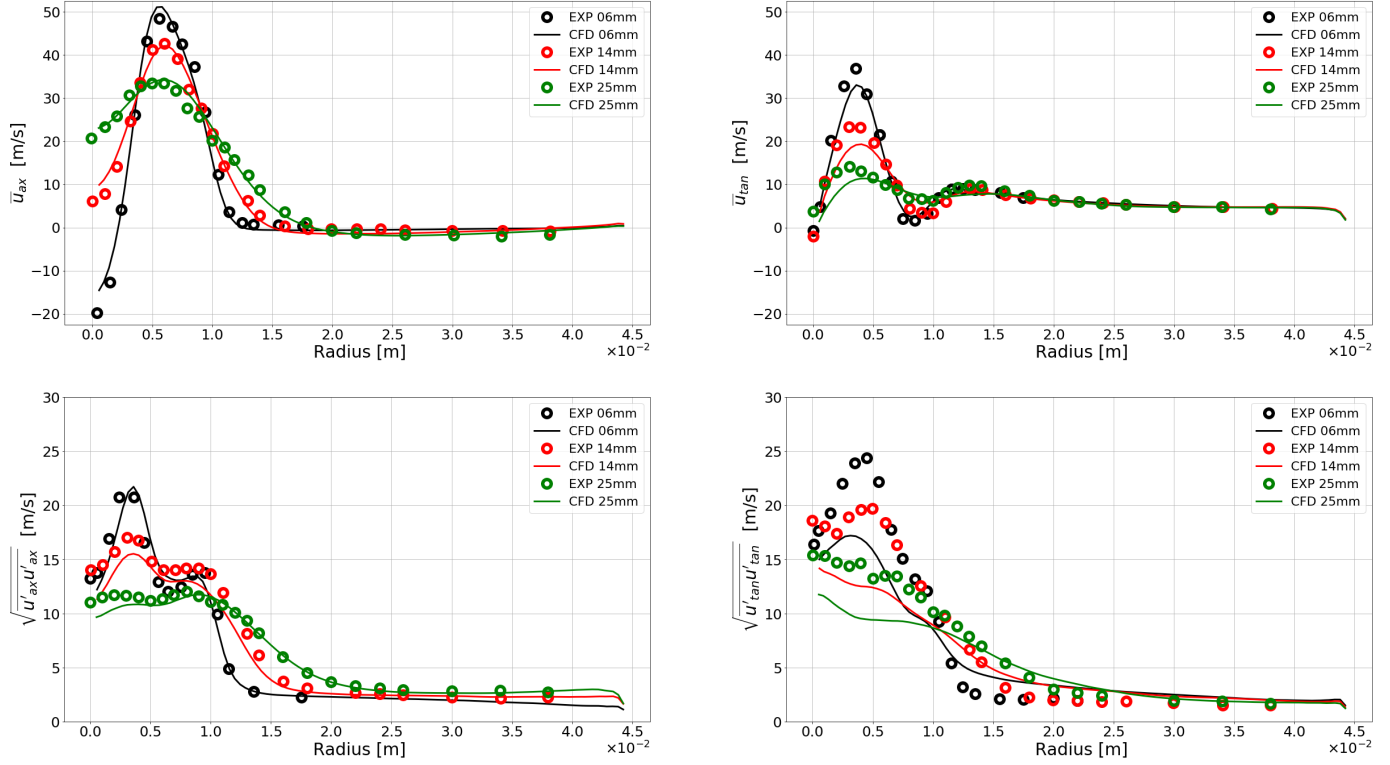 50
40
30
20
10
0
−10
−20
0.0 0.5 1.0 1.5 2.0 2.5 3.0 3.5 4.0 4.5
×10−2
Radius [m]
u̅ax [m/s]
EXP 06mm
CFD 06mm
EXP 14mm
CFD 14mm
EXP 25mm
CFD 25mm
50
40
30
20
10
0
−10
−20
0.0 0.5 1.0 1.5 2.0 2.5 3.0 3.5 4.0 4.5
×10−2
Radius [m]
u̅tan [m/s]
EXP 06mm
CFD 06mm
EXP 14mm
CFD 14mm
EXP 25mm
CFD 25mm
30
25
20
15
10
5
0
0.0 0.5 1.0 1.5 2.0 2.5 3.0 3.5 4.0 4.5
×10−2
Radius [m]
√u′axu′ax [m/s]
EXP 06mm
CFD 06mm
EXP 14mm
CFD 14mm
EXP 25mm
CFD 25mm
30
25
20
15
10
5
0
0.0 0.5 1.0 1.5 2.0 2.5 3.0 3.5 4.0 4.5
×10−2
Radius [m]
√u′tanu′tan [m/s]
EXP 06mm
CFD 06mm
EXP 14mm
CFD 14mm
EXP 25mm
CFD 25mm